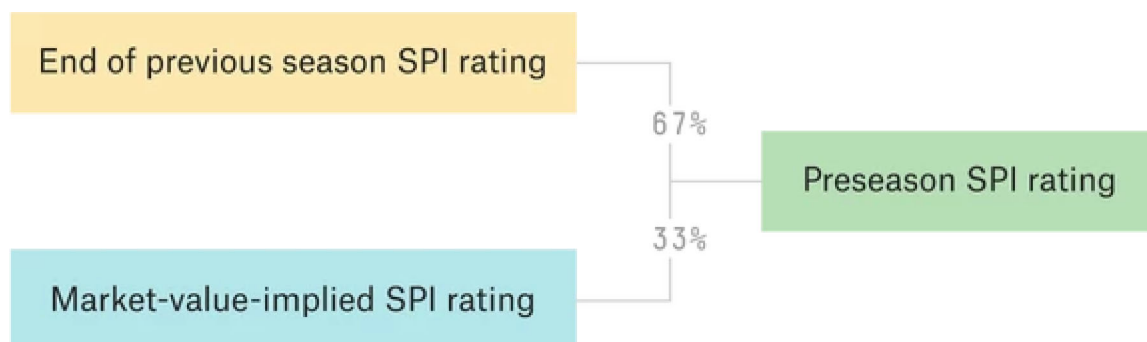 End of previous season SPI rating
67%
Preseason SPI rating
33%
Market-value-implied SPI rating